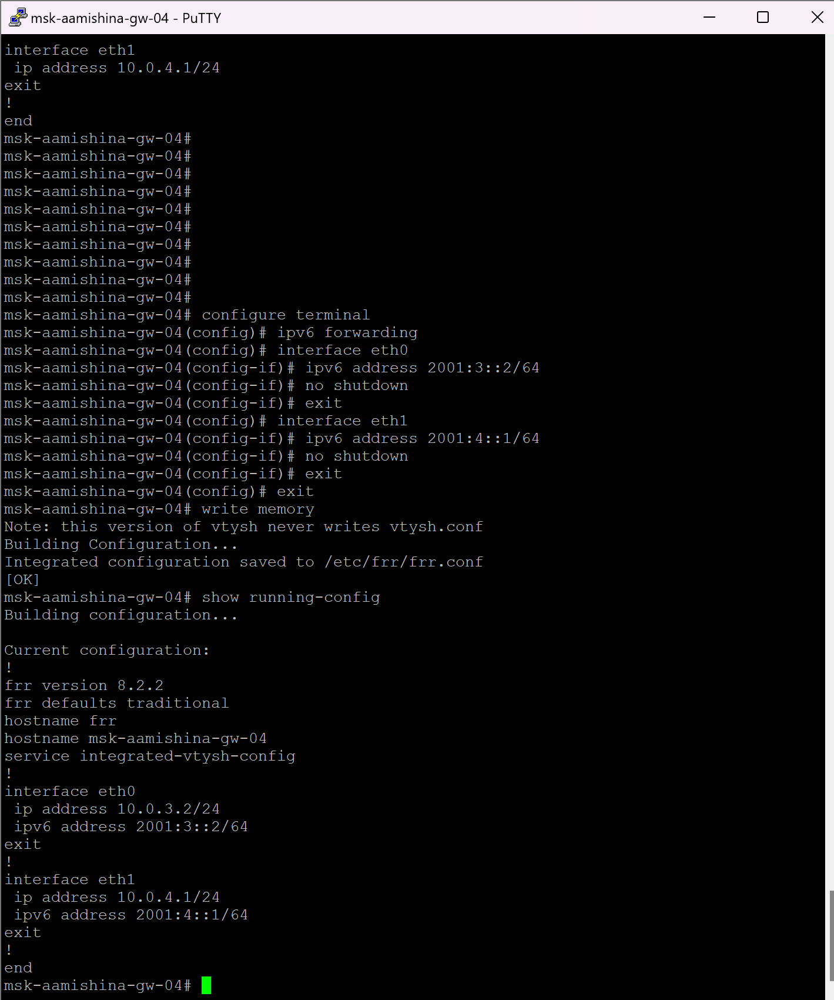 msk-aamishina-gw-04 - PuTTY
interface eth1
 ip address 10.0.4.1/24
exit
!
end
msk-aamishina-gw-04#
msk-aamishina-gw-04#
msk-aamishina-gw-04#
msk-aamishina-gw-04#
msk-aamishina-gw-04#
msk-aamishina-gw-04#
msk-aamishina-gw-04#
msk-aamishina-gw-04#
msk-aamishina-gw-04#
msk-aamishina-gw-04#
msk-aamishina-gw-04# configure terminal
msk-aamishina-gw-04(config)# ipv6 forwarding
msk-aamishina-gw-04(config)# interface eth0
msk-aamishina-gw-04(config-if)# ipv6 address 2001:3::2/64
msk-aamishina-gw-04(config-if)# no shutdown
msk-aamishina-gw-04(config-if)# exit
msk-aamishina-gw-04(config)# interface eth1
msk-aamishina-gw-04(config-if)# ipv6 address 2001:4::1/64
msk-aamishina-gw-04(config-if)# no shutdown
msk-aamishina-gw-04(config-if)# exit
msk-aamishina-gw-04(config)# exit
msk-aamishina-gw-04# write memory
Note: this version of vtysh never writes vtysh.conf
Building Configuration...
Integrated configuration saved to /etc/frr/frr.conf
[OK]
msk-aamishina-gw-04# show running-config
Building configuration...

Current configuration:
!
frr version 8.2.2
frr defaults traditional
hostname frr
hostname msk-aamishina-gw-04
service integrated-vtysh-config
!
interface eth0
 ip address 10.0.3.2/24
 ipv6 address 2001:3::2/64
exit
!
interface eth1
 ip address 10.0.4.1/24
 ipv6 address 2001:4::1/64
exit
!
end
msk-aamishina-gw-04#